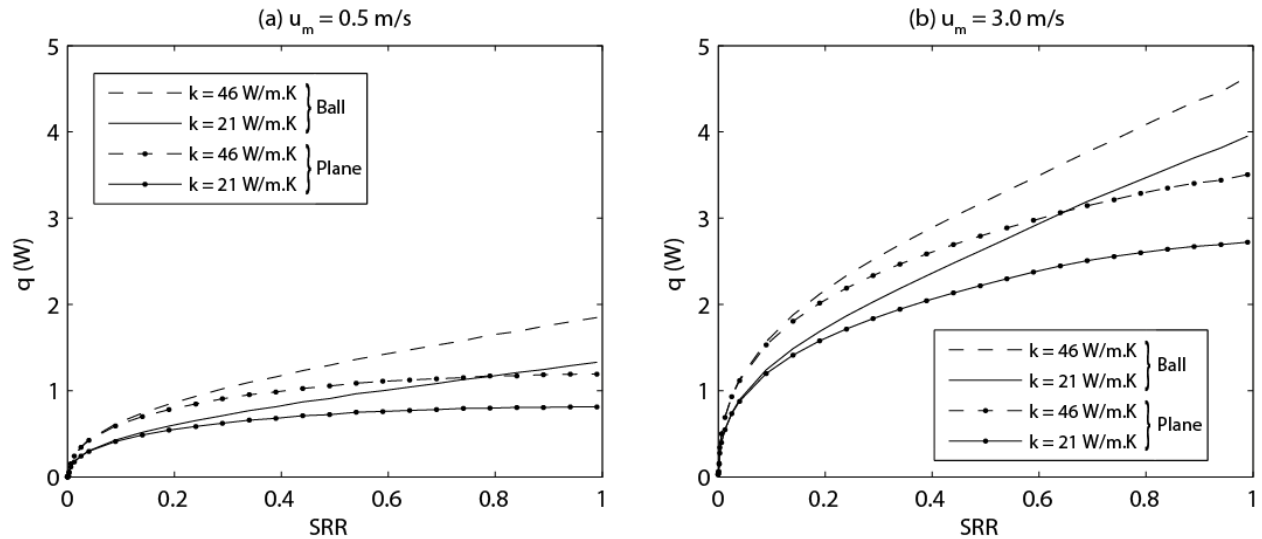 (a) u_m = 0.5 m/s
5
4
3
2
1
0
q (W)
k = 46 W/m.K
k = 21 W/m.K
Ball
k = 46 W/m.K
k = 21 W/m.K
Plane
0 0.2 0.4 0.6 0.8 1
SRR
(b) u_m = 3.0 m/s
5
4
3
2
1
0
q (W)
k = 46 W/m.K
k = 21 W/m.K
Ball
k = 46 W/m.K
k = 21 W/m.K
Plane
0 0.2 0.4 0.6 0.8 1
SRR